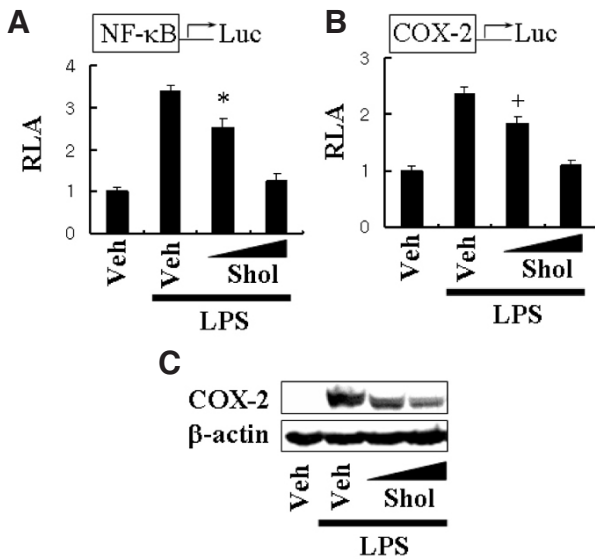 A
NF-κB Luc
RLA
4
3
2
1
0
*
Veh
Veh
Shol
LPS
B
COX-2 Luc
RLA
3
2
1
0
+
Veh
Veh
Shol
LPS
C
COX-2
β-actin
Veh
Veh
Shol
LPS